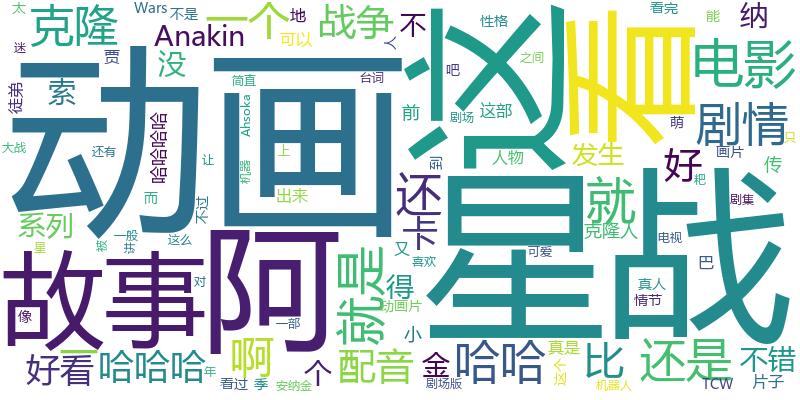 太
Wars
不是
地
克隆
一个
战争
不
性格
看完
能
纳
迷
贾
Anakin
可以
人
这
看
电影
徒弟
索
没
动画
简直
台词
吧
之间
大战
还有
哈哈哈哈
Ahsoka
前
剧场
这部
萌
剧情
只
让
机器
上
到
人物
发生
好
画片
传
而
出来
还
就
耙
剧集
系列
不过
卡
克隆人
星
一般
这么
又
喜欢
可爱
电视
巴
故事
阿
就是
得
星战
对
真人
情节
像
一部
动画片
小
好看
哈哈哈
啊
个
配音
金
哈哈
真是
这个
比
还是
不错
年
看过
季
安纳金
剧场版
机器人
TCW
片子